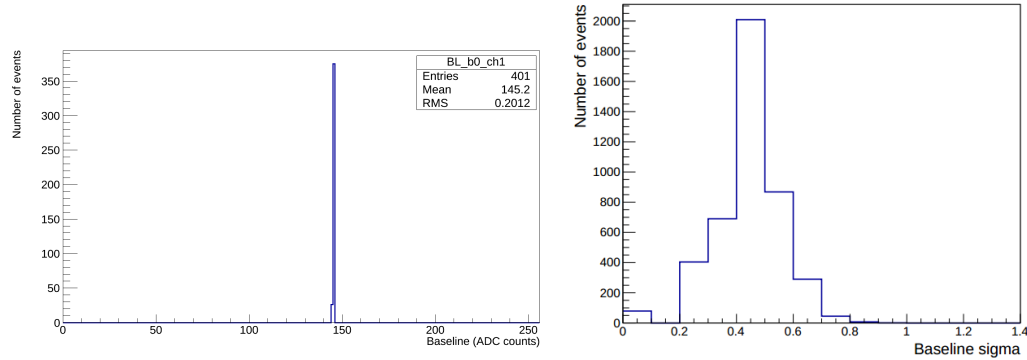 Number of events
350
300
250
200
150
100
50
0
BL_b0_ch1
Entries 401
Mean 145.2
RMS 0.2012
0 50 100 150 200 250
Baseline (ADC counts)
Number of events
2000
1800
1600
1400
1200
1000
800
600
400
200
0
0 0.2 0.4 0.6 0.8 1 1.2 1.4
Baseline sigma